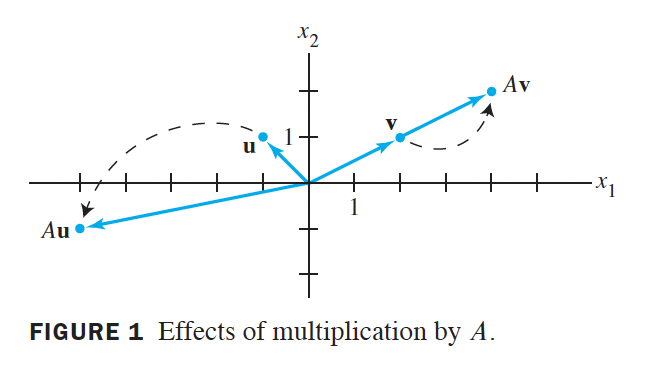 x₂
Av
v
u
1
x₁
1
Au
FIGURE 1 Effects of multiplication by A.